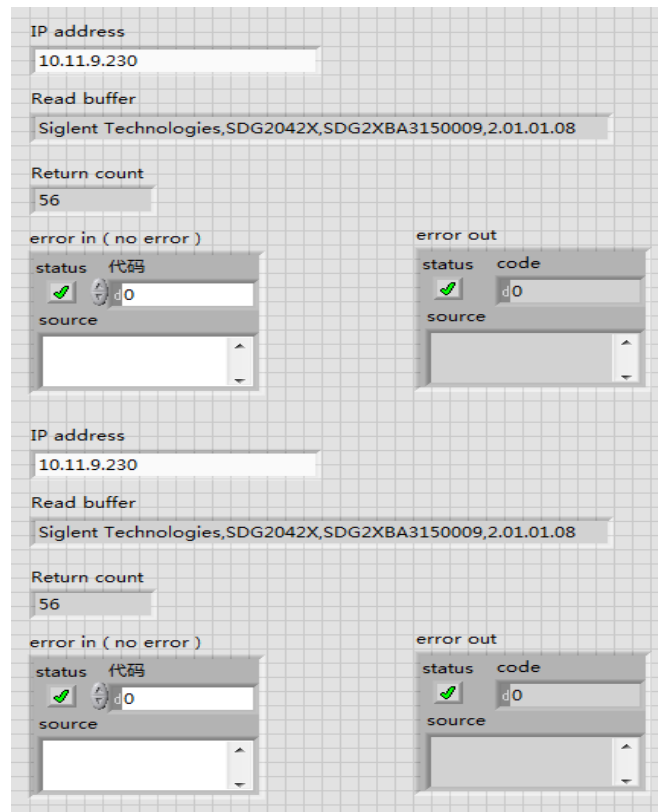 IP address
10.11.9.230
Read buffer
Siglent Technologies,SDG2042X,SDG2XBA3150009,2.01.01.08
Return count
56
error in ( no error )
status 代码
d 0
source
error out
status code
d 0
source
IP address
10.11.9.230
Read buffer
Siglent Technologies,SDG2042X,SDG2XBA3150009,2.01.01.08
Return count
56
error in ( no error )
status 代码
d 0
source
error out
status code
d 0
source